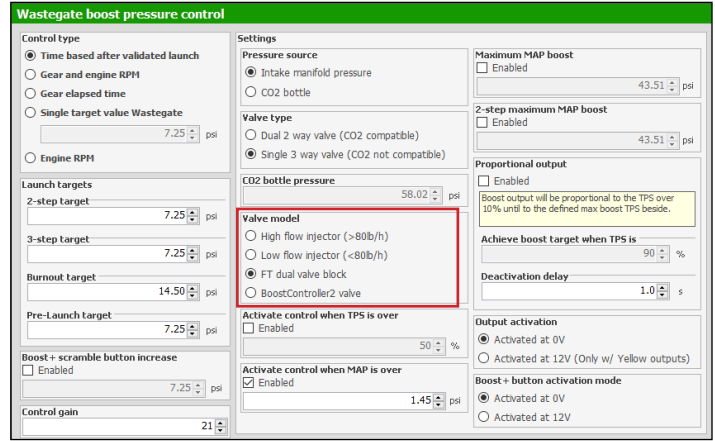 Wastegate boost pressure control
Control type
Time based after validated launch
Gear and engine RPM
Gear elapsed time
Single target value Wastegate
7.25 psi
Engine RPM
Launch targets
2-step target
7.25 psi
3-step target
7.25 psi
Burnout target
14.50 psi
Pre-Launch target
7.25 psi
Boost+ scramble button increase
Enabled
7.25 psi
Control gain
21
Settings
Pressure source
Intake manifold pressure
CO2 bottle
Valve type
Dual 2 way valve (CO2 compatible)
Single 3 way valve (CO2 not compatible)
CO2 bottle pressure
58.02 psi
Valve model
High flow injector (>80lb/h)
Low flow injector (<80lb/h)
FT dual valve block
BoostController2 valve
Activate control when TPS is over
Enabled
50 %
Activate control when MAP is over
Enabled
1.45 psi
Maximum MAP boost
Enabled
43.51 psi
2-step maximum MAP boost
Enabled
43.51 psi
Proportional output
Enabled
Boost output will be proportional to the TPS over
10% until to the defined max boost TPS beside.
Achieve boost target when TPS is
90 %
Deactivation delay
1.0 s
Output activation
Activated at 0V
Activated at 12V (Only w/ Yellow outputs)
Boost+ button activation mode
Activated at 0V
Activated at 12V